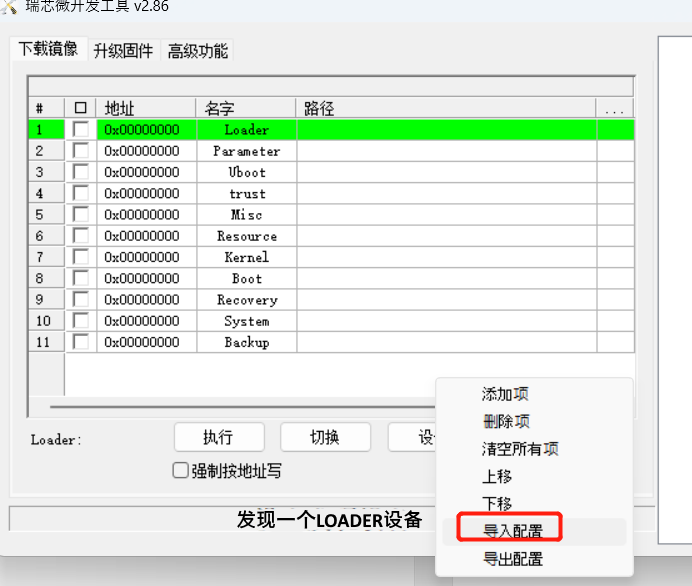 瑞芯微开发工具 v2.86
下载镜像 升级固件 高级功能
# 地址 名字 路径 ...
1 0x00000000 Loader
2 0x00000000 Parameter
3 0x00000000 Uboot
4 0x00000000 trust
5 0x00000000 Misc
6 0x00000000 Resource
7 0x00000000 Kernel
8 0x00000000 Boot
9 0x00000000 Recovery
10 0x00000000 System
11 0x00000000 Backup
Loader: 执行 切换
强制按地址写
发现一个LOADER设备
添加项
删除项
清空所有项
上移
下移
导入配置
导出配置